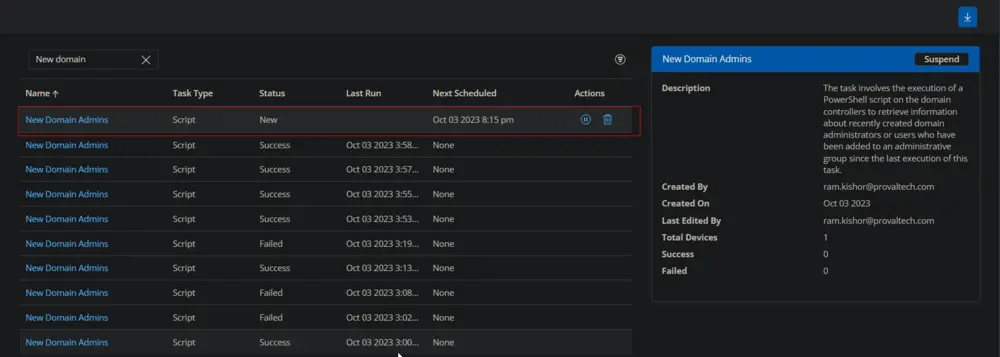 New domain
Name Task Type Status Last Run Next Scheduled Actions
New Domain Admins Script New Oct 03 2023 8:15 pm
New Domain Admins Script Success Oct 03 2023 3:58... None
New Domain Admins Script Success Oct 03 2023 3:57... None
New Domain Admins Script Success Oct 03 2023 3:55... None
New Domain Admins Script Success Oct 03 2023 3:53... None
New Domain Admins Script Failed Oct 03 2023 3:19... None
New Domain Admins Script Success Oct 03 2023 3:13... None
New Domain Admins Script Failed Oct 03 2023 3:08... None
New Domain Admins Script Failed Oct 03 2023 3:02... None
New Domain Admins Script Success Oct 03 2023 3:00... None
New Domain Admins Suspend
Description The task involves the execution of a
PowerShell script on the domain
controllers to retrieve information
about recently created domain
administrators or users who have
been added to an administrative
group since the last execution of this
task.
Created By ram.kishor@provaltech.com
Created On Oct 03 2023
Last Edited By ram.kishor@provaltech.com
Total Devices 1
Success 0
Failed 0